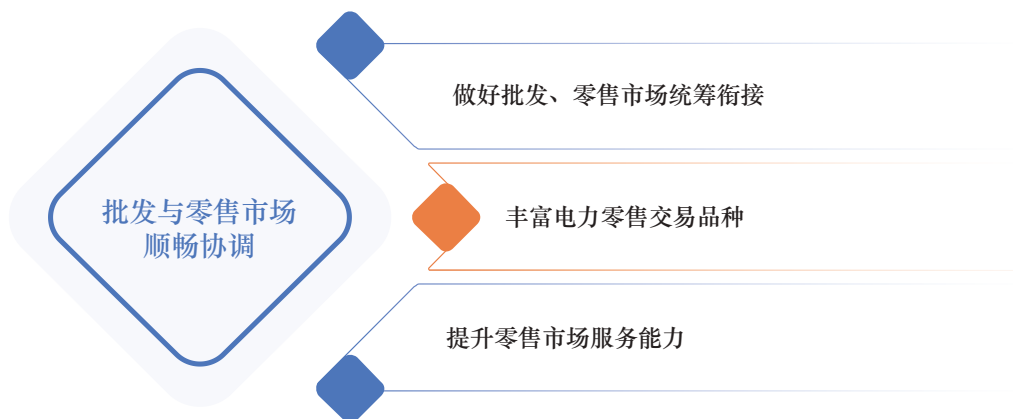 批发与零售市场
顺畅协调
做好批发、零售市场统筹衔接
丰富电力零售交易品种
提升零售市场服务能力